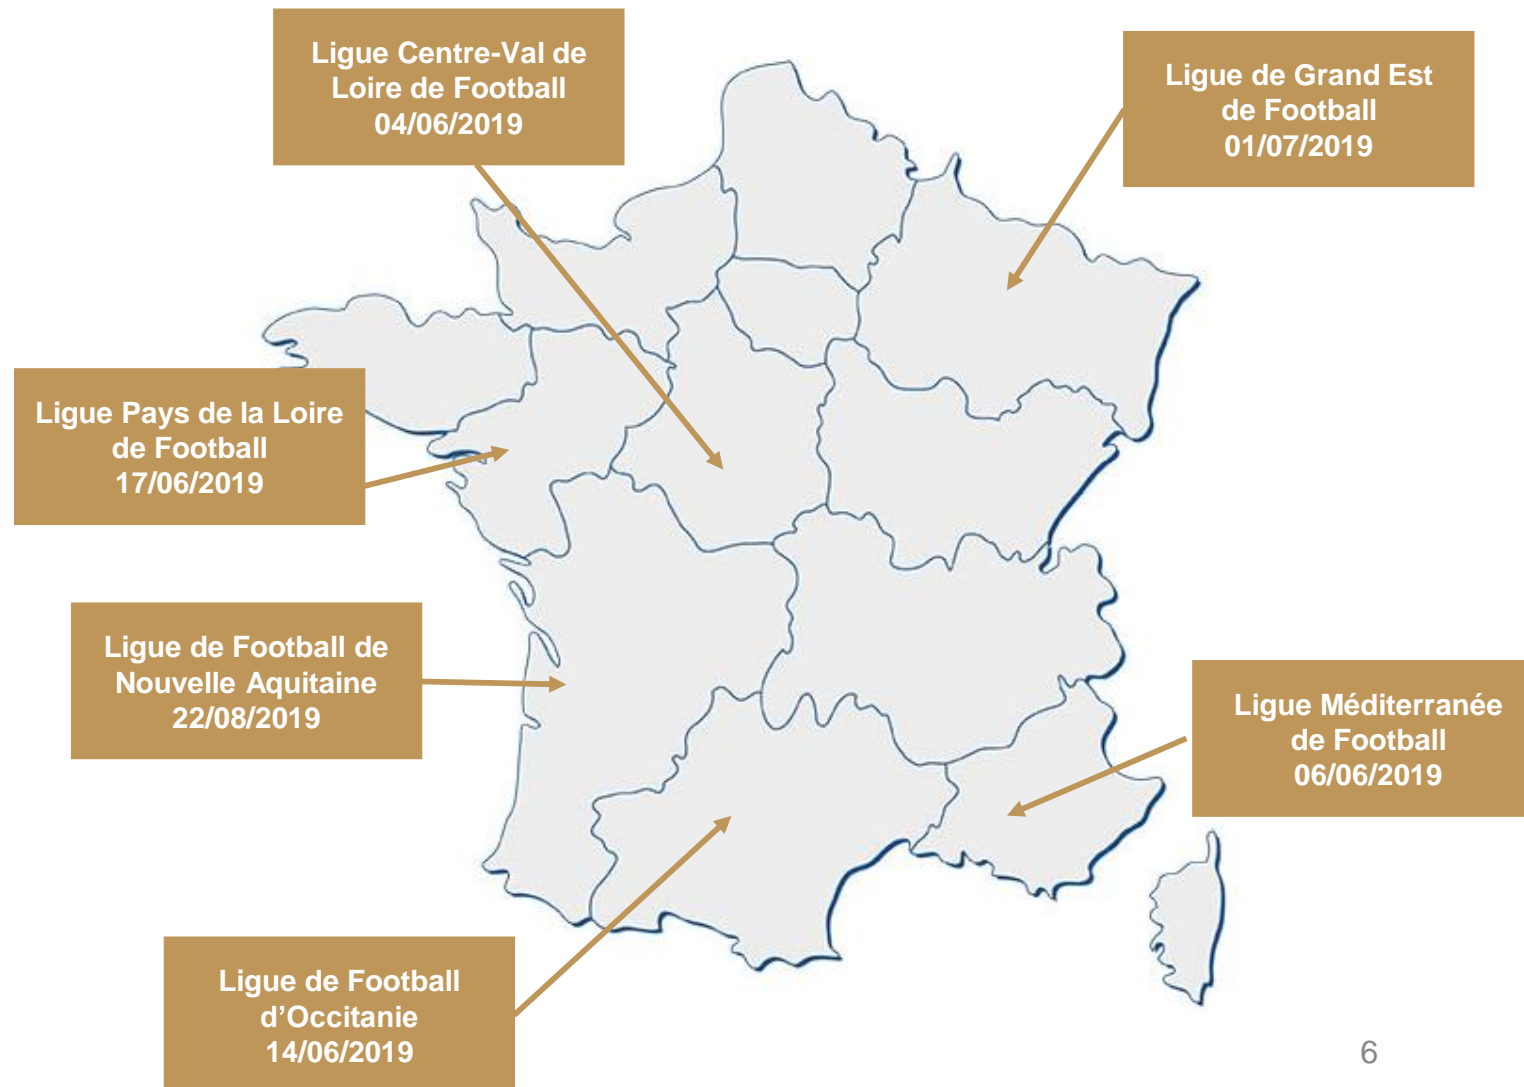 Ligue Centre-Val de
Loire de Football
04/06/2019
Ligue de Grand Est
de Football
01/07/2019
Ligue Pays de la Loire
de Football
17/06/2019
Ligue de Football de
Nouvelle Aquitaine
22/08/2019
Ligue Méditerranée
de Football
06/06/2019
Ligue de Football
d’Occitanie
14/06/2019
6